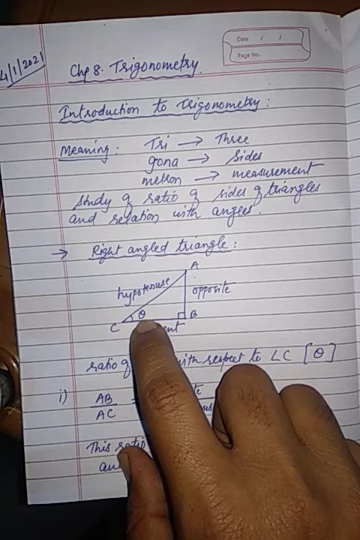 4/1/2021
Date / /
Page No.
Chp 8. Trigonometry.
Introduction to Trigonometry:
Meaning: Tri → Three
gona → Sides
metron → measurement
Study of ratio of sides of triangles
and relation with angles.
→ Right angled triangle:
A
hypotenuse
opposite
θ
C
B
ratio of with respect to ∠C [θ]
i) AB
AC
This ratio